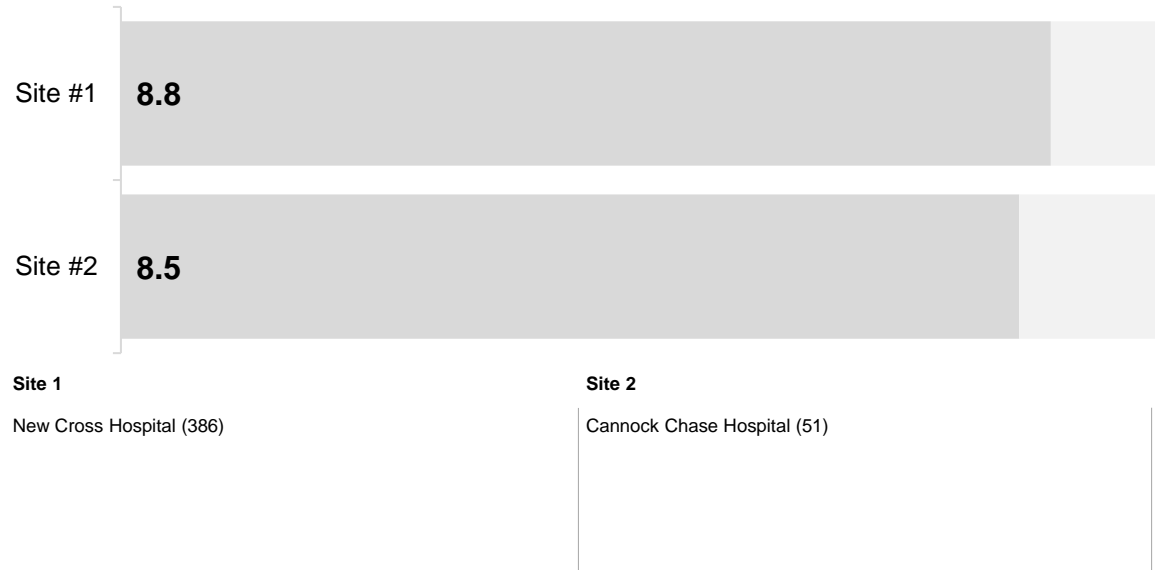 Site #1
8.8
Site #2
8.5
Site 1
New Cross Hospital (386)
Site 2
Cannock Chase Hospital (51)